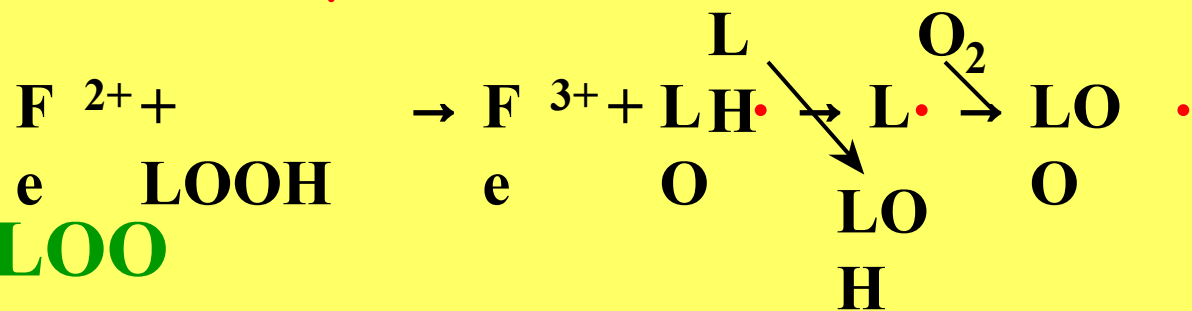 L O₂
F 2+ + → F 3+ + L H• → L• → LO •
e LOOH e O LO O
LOO H